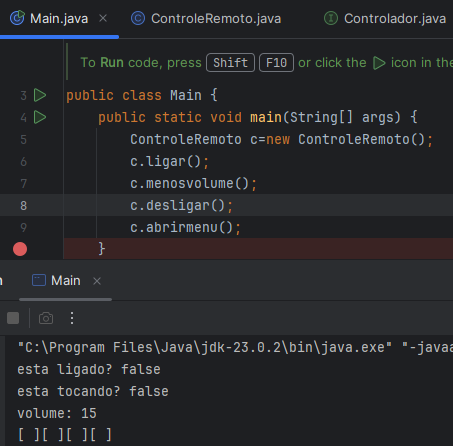 Main.java × ControleRemoto.java Controlador.java
To Run code, press Shift F10 or click the icon in the
3 public class Main {
4 public static void main(String[] args) {
5 ControleRemoto c=new ControleRemoto();
6 c.ligar();
7 c.menosvolume();
8 c.desligar();
9 c.abrirmenu();
}
n Main ×
"C:\Program Files\Java\jdk-23.0.2\bin\java.exe" "-javaa
esta ligado? false
esta tocando? false
volume: 15
[ ][ ][ ][ ]